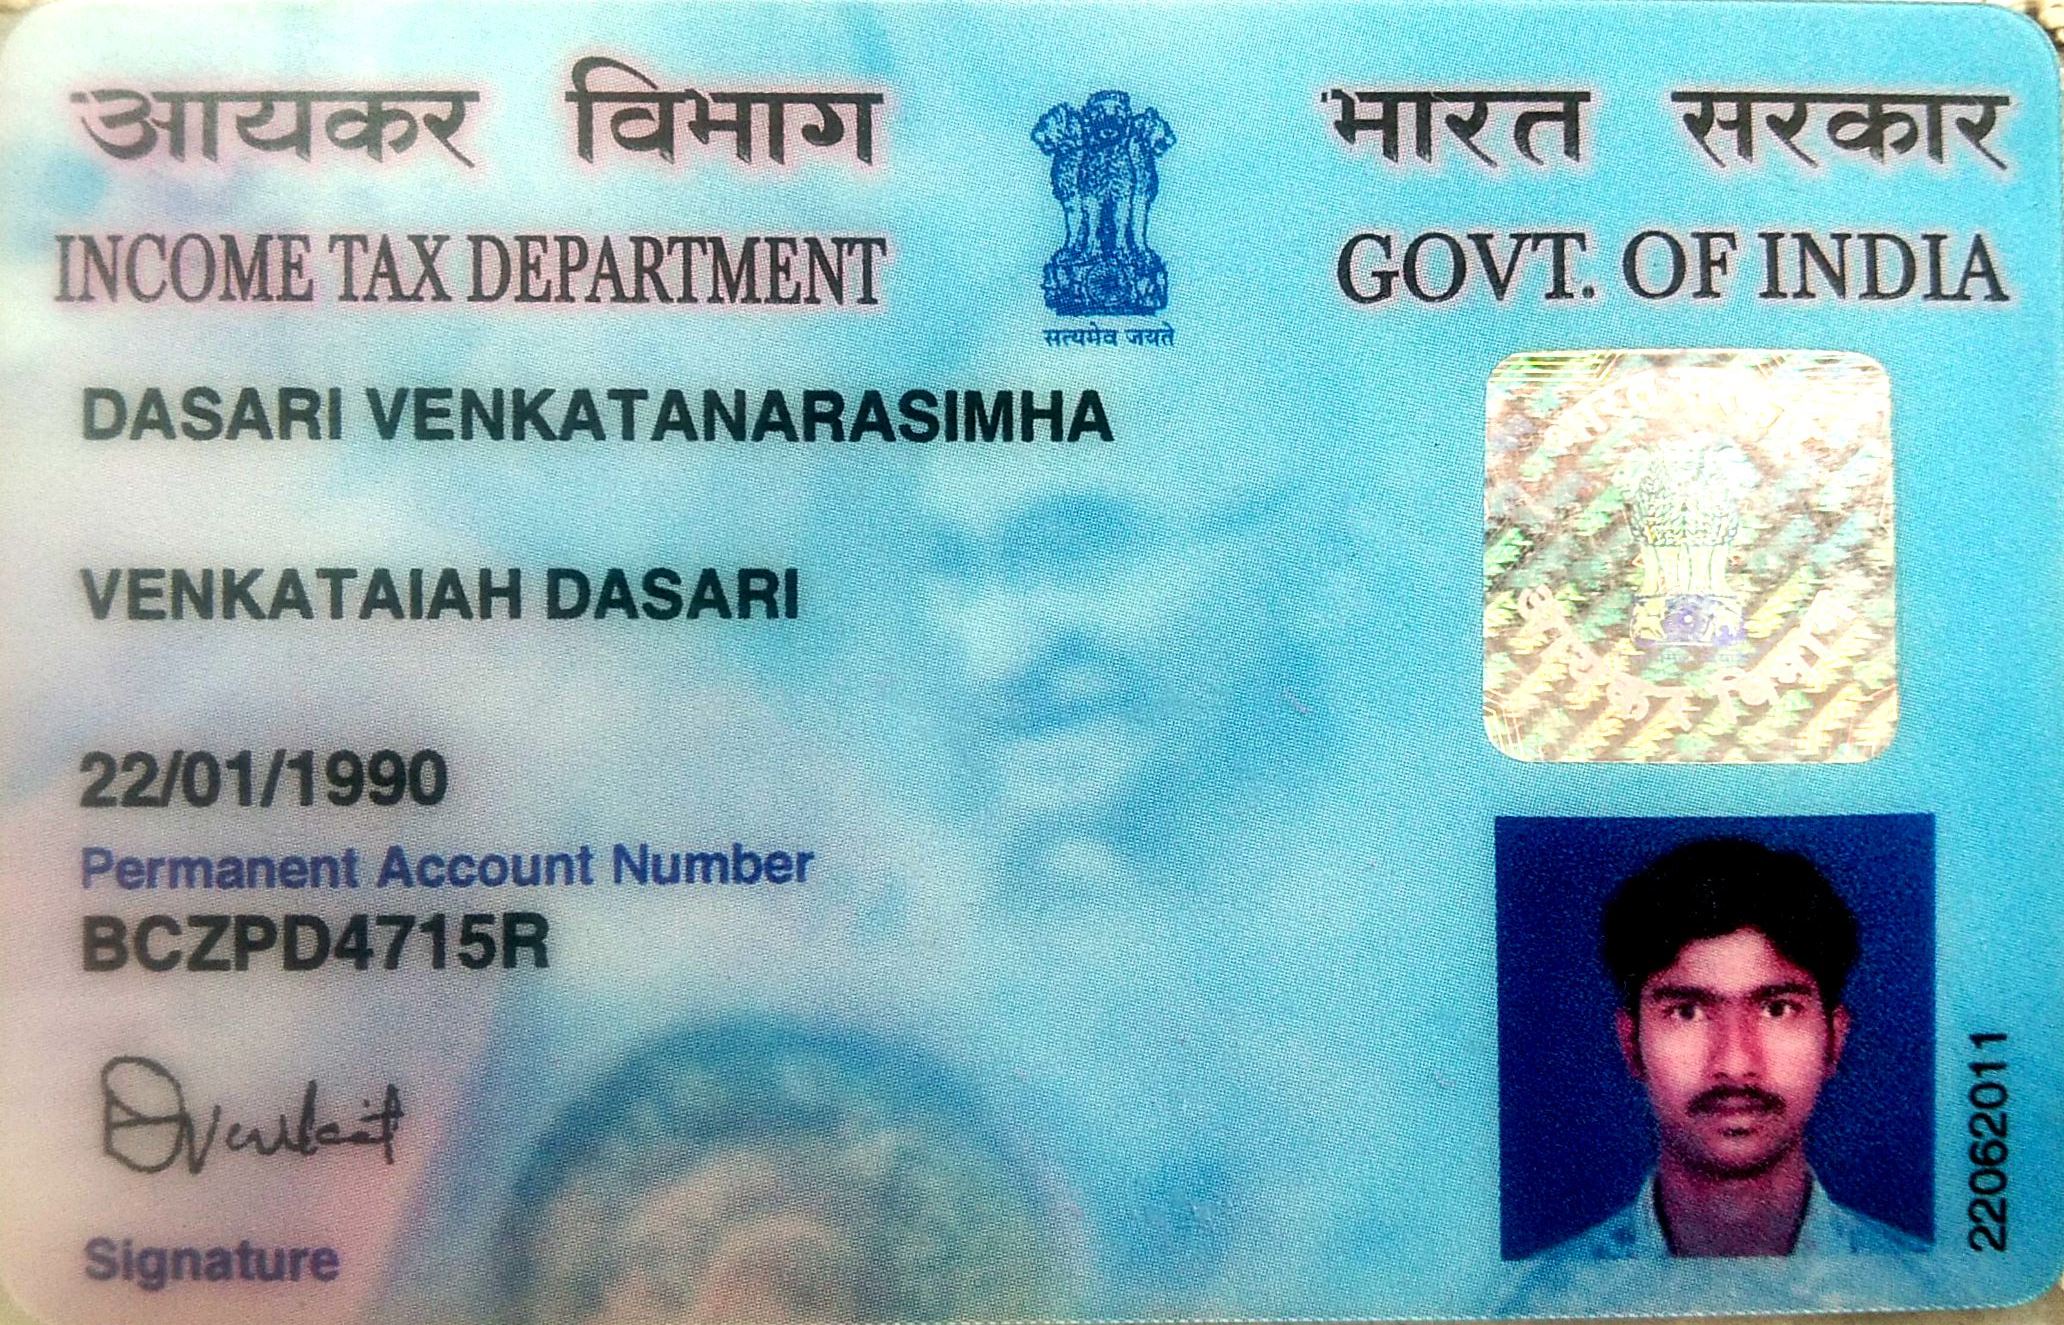 आयकर विभाग
INCOME TAX DEPARTMENT
सत्यमेव जयते
भारत सरकार
GOVT. OF INDIA
DASARI VENKATANARASIMHA
VENKATAIAH DASARI
22/01/1990
Permanent Account Number
BCZPD4715R
DVenkat
Signature
22062011